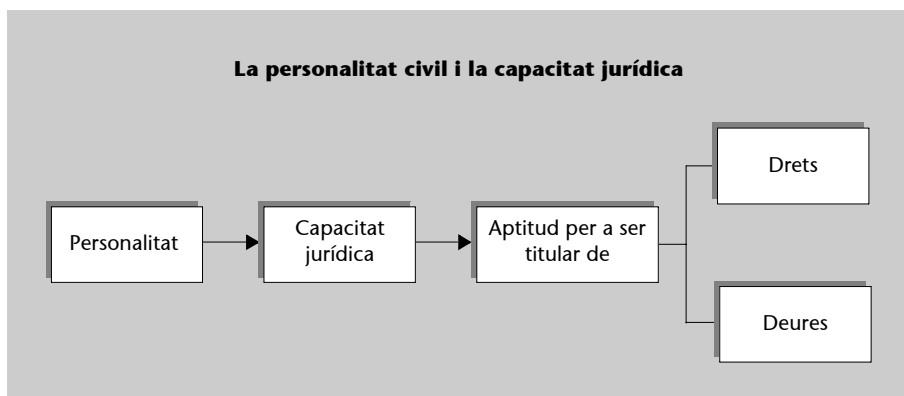 La personalitat civil i la capacitat jurídica
Personalitat
Capacitat
jurídica
Aptitud per a ser
titular de
Drets
Deures